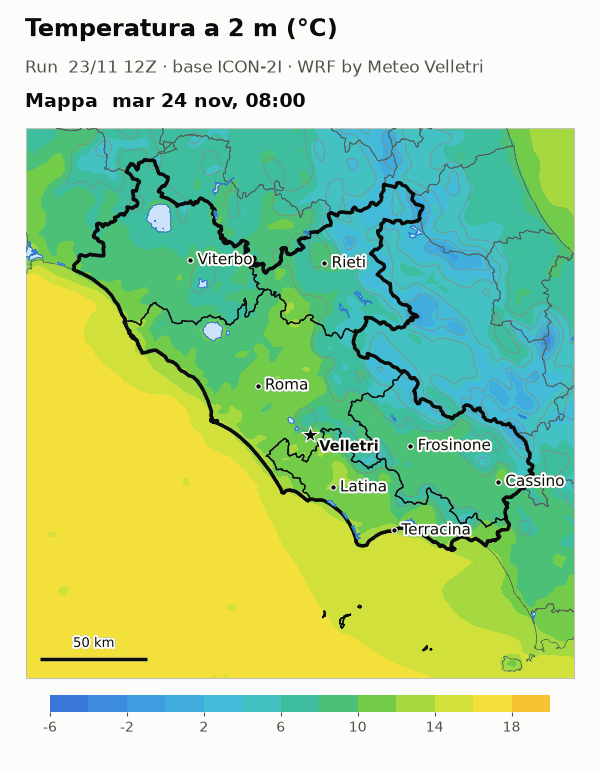 Temperatura a 2 m (°C)
Run  23/11 12Z · base ICON-2I · WRF by Meteo Velletri
Mappa  mar 24 nov, 08:00
Viterbo
Rieti
Roma
Velletri
Frosinone
Cassino
Latina
Terracina
50 km
-6 -2 2 6 10 14 18